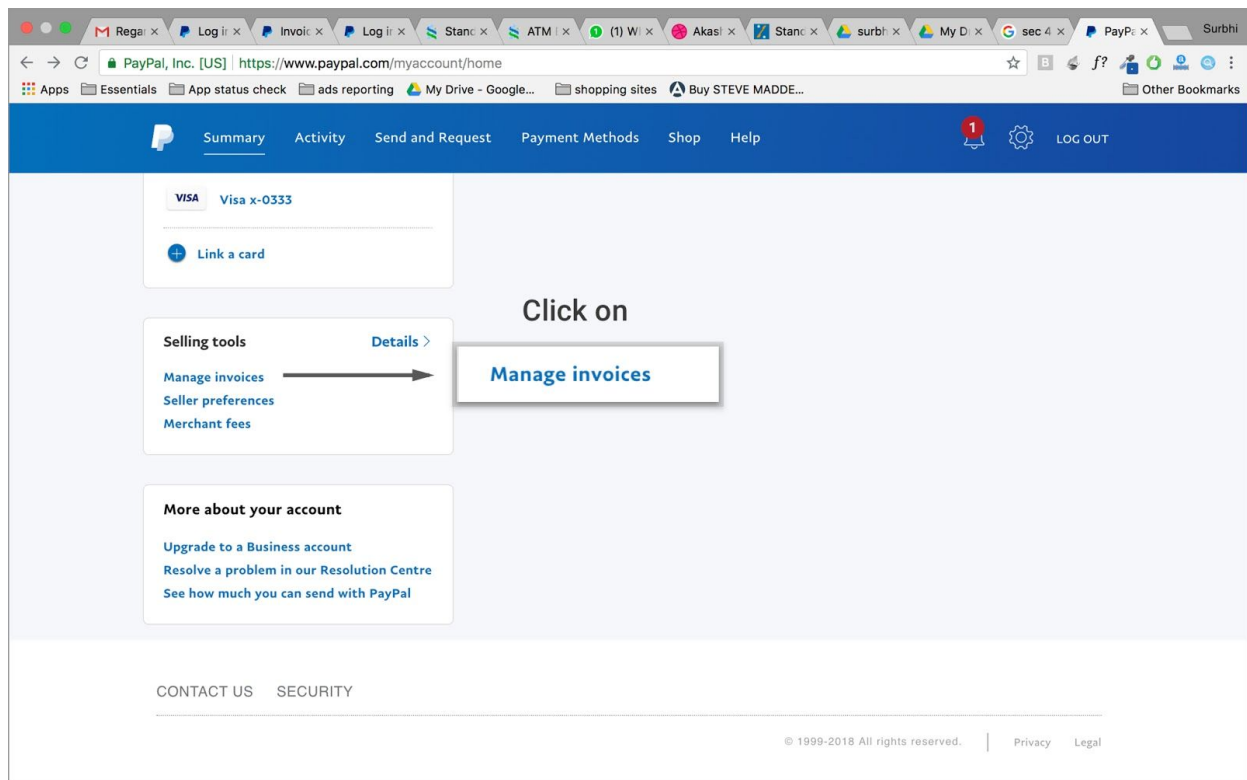 Regar Log ir Invoic Log ir Stanc ATM (1) W Akas Stanc surbh My D sec 4 PayPa Surbhi
PayPal, Inc. [US] https://www.paypal.com/myaccount/home f?
Apps Essentials App status check ads reporting My Drive - Google... shopping sites Buy STEVE MADDE... Other Bookmarks
Summary Activity Send and Request Payment Methods Shop Help 1 LOG OUT
VISA Visa x-0333
Link a card
Click on
Selling tools Details >
Manage invoices Manage invoices
Seller preferences
Merchant fees
More about your account
Upgrade to a Business account
Resolve a problem in our Resolution Centre
See how much you can send with PayPal
CONTACT US SECURITY
© 1999-2018 All rights reserved. | Privacy Legal